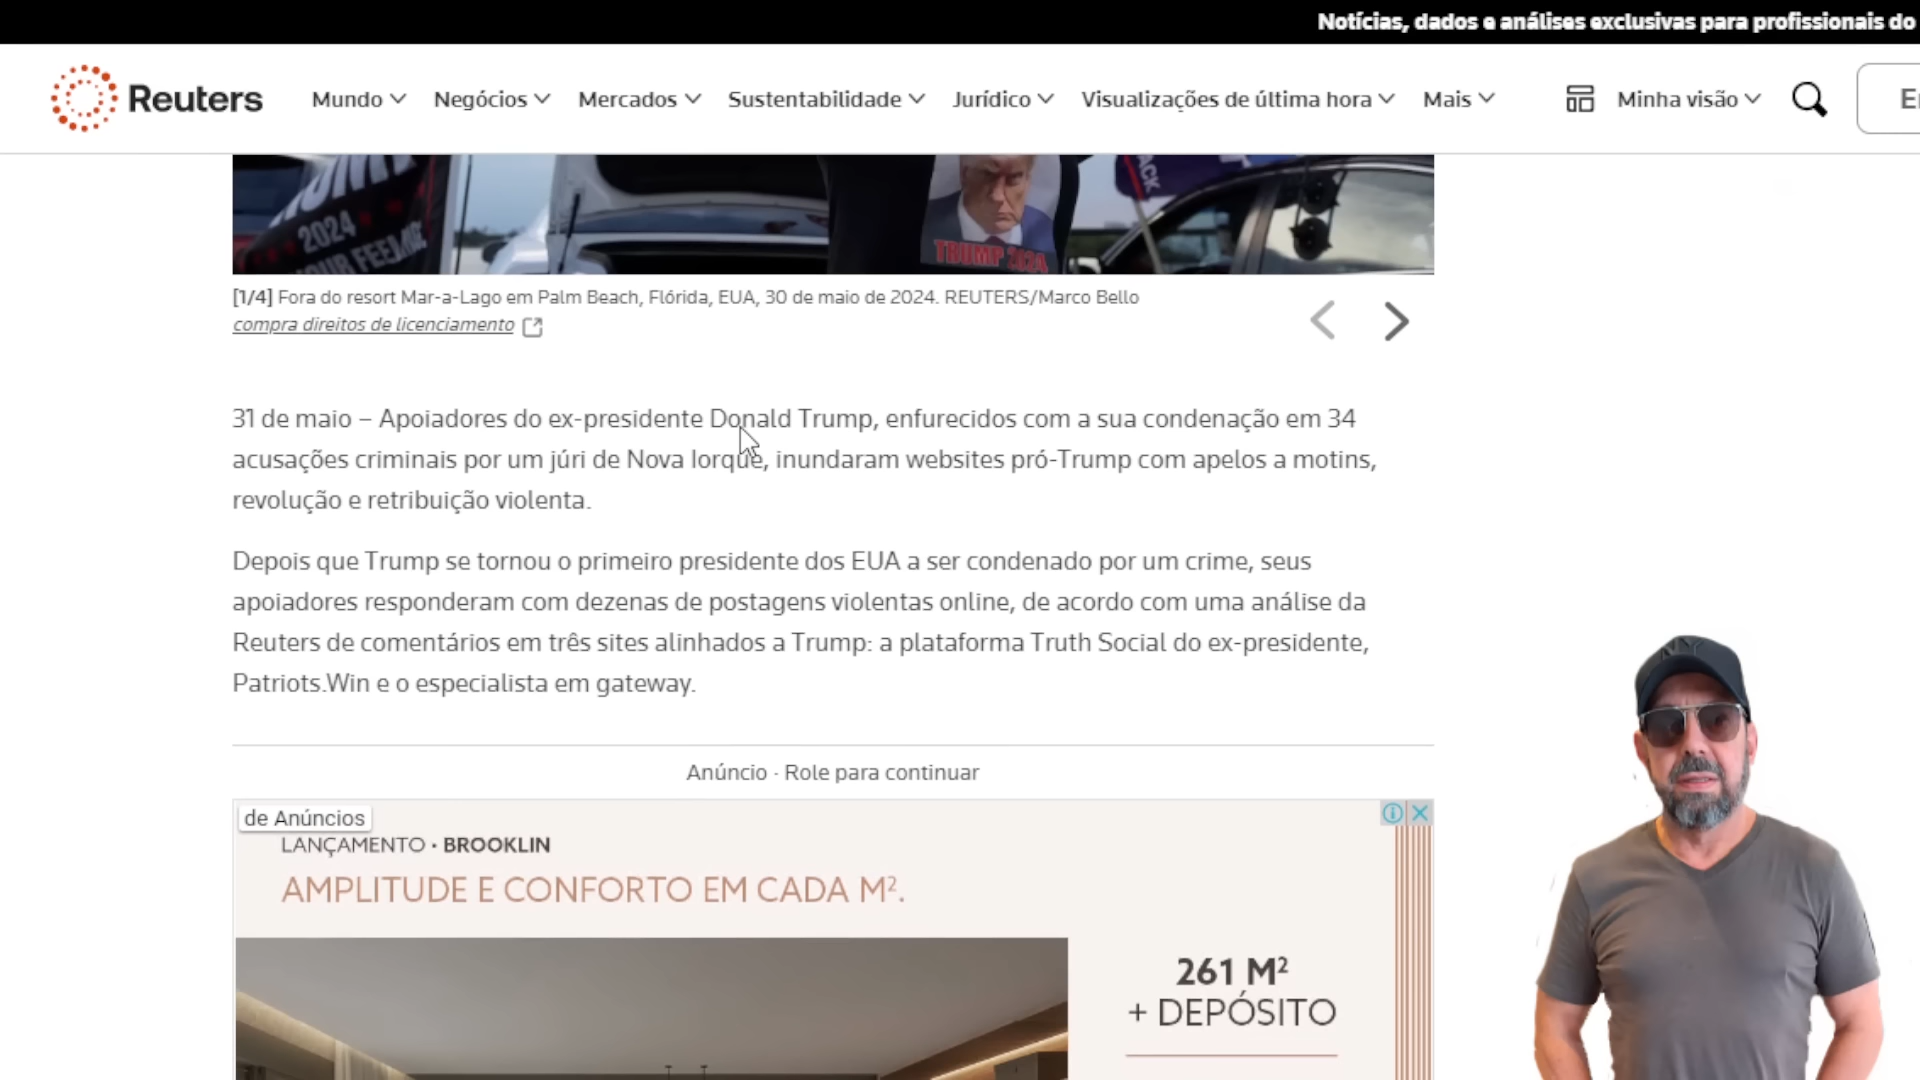 Notícias, dados e análises exclusivas para profissionais do
Reuters
Mundo
Negócios
Mercados
Sustentabilidade
Jurídico
Visualizações de última hora
Mais
Minha visão
2024
YOUR FEELINGS
TRUMP 2024
[1/4] Fora do resort Mar-a-Lago em Palm Beach, Flórida, EUA, 30 de maio de 2024. REUTERS/Marco Bello
compra direitos de licenciamento
31 de maio – Apoiadores do ex-presidente Donald Trump, enfurecidos com a sua condenação em 34
acusações criminais por um júri de Nova Iorque, inundaram websites pró-Trump com apelos a motins,
revolução e retribuição violenta.
Depois que Trump se tornou o primeiro presidente dos EUA a ser condenado por um crime, seus
apoiadores responderam com dezenas de postagens violentas online, de acordo com uma análise da
Reuters de comentários em três sites alinhados a Trump: a plataforma Truth Social do ex-presidente,
Patriots.Win e o especialista em gateway.
Anúncio · Role para continuar
de Anúncios
LANÇAMENTO • BROOKLIN
AMPLITUDE E CONFORTO EM CADA M².
261 M²
+ DEPÓSITO
NY